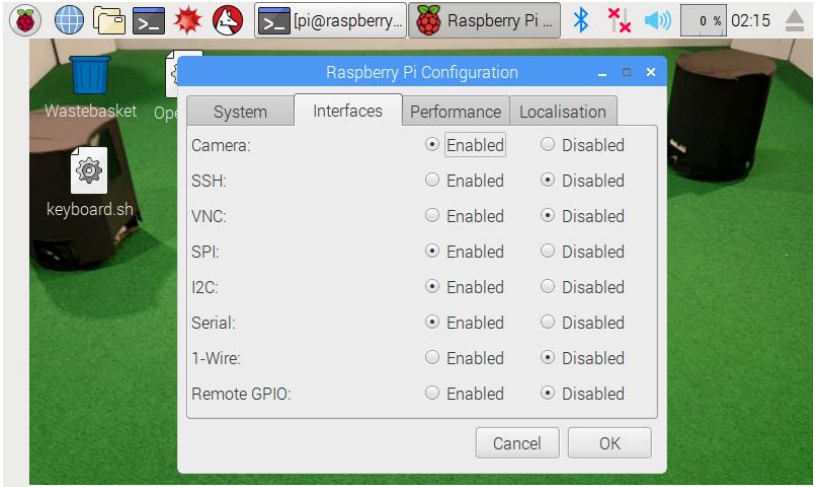 [pi@raspberry... Raspberry Pi ... 0 % 02:15
Raspberry Pi Configuration
Wastebasket Ope
System Interfaces Performance Localisation
Camera: Enabled Disabled
SSH: Enabled Disabled
keyboard.sh
VNC: Enabled Disabled
SPI: Enabled Disabled
I2C: Enabled Disabled
Serial: Enabled Disabled
1-Wire: Enabled Disabled
Remote GPIO: Enabled Disabled
Cancel OK